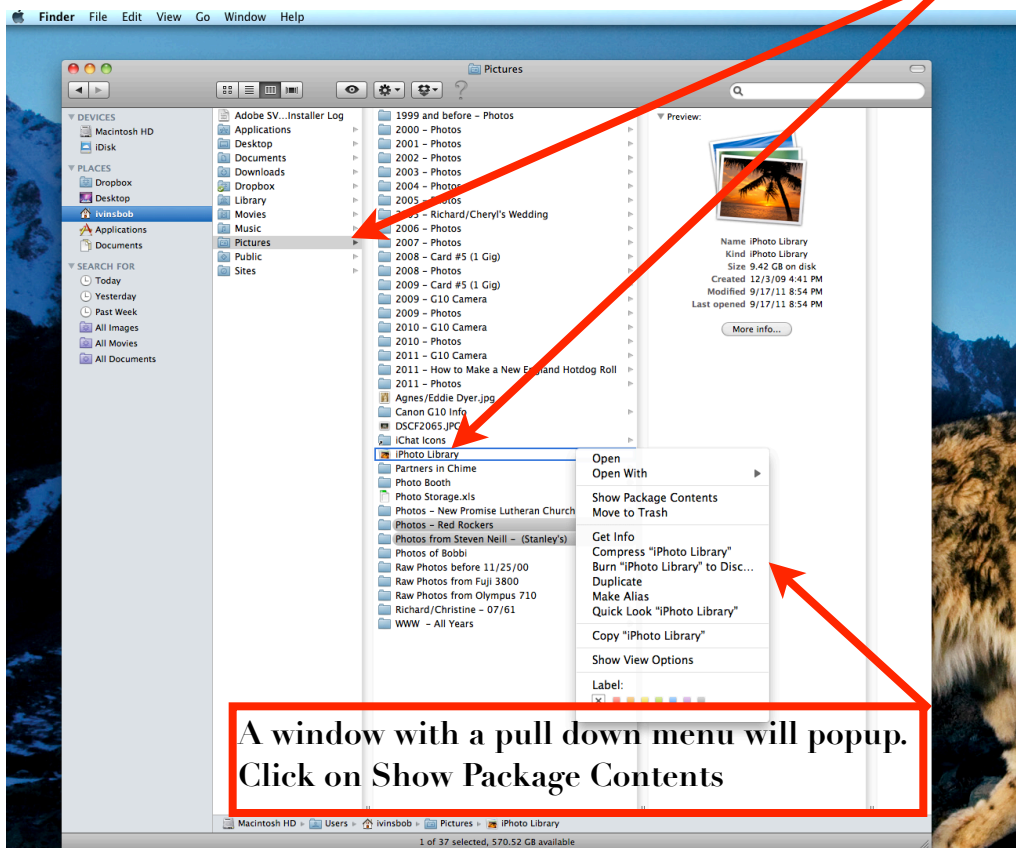 Finder File Edit View Go Window Help
Pictures
DEVICES
Macintosh HD
iDisk
PLACES
Dropbox
Desktop
ivinsbob
Applications
Documents
SEARCH FOR
Today
Yesterday
Past Week
All Images
All Movies
All Documents
Adobe SV...Installer Log
Applications
Desktop
Documents
Downloads
Dropbox
Library
Movies
Music
Pictures
Public
Sites
1999 and before – Photos
2000 – Photos
2001 – Photos
2002 – Photos
2003 – Photos
2004 – Photos
2005 – Photos
2005 – Richard/Cheryl's Wedding
2006 – Photos
2007 – Photos
2008 – Card #5 (1 Gig)
2008 – Photos
2009 – Card #5 (1 Gig)
2009 – G10 Camera
2009 – Photos
2010 – G10 Camera
2010 – Photos
2011 – G10 Camera
2011 – How to Make a New England Hotdog Roll
2011 – Photos
Agnes/Eddie Dyer.jpg
Canon G10 Info
DSCF2065.JPG
iChat Icons
iPhoto Library
Partners in Chime
Photo Booth
Photo Storage.xls
Photos – New Promise Lutheran Church
Photos – Red Rockers
Photos from Steven Neill – (Stanley's)
Photos of Bobbi
Raw Photos before 11/25/00
Raw Photos from Fuji 3800
Raw Photos from Olympus 710
Richard/Christine – 07/61
WWW – All Years
Preview:
Name iPhoto Library
Kind iPhoto Library
Size 9.42 GB on disk
Created 12/3/09 4:41 PM
Modified 9/17/11 8:54 PM
Last opened 9/17/11 8:54 PM
More info...
Open
Open With
Show Package Contents
Move to Trash
Get Info
Compress "iPhoto Library"
Burn "iPhoto Library" to Disc...
Duplicate
Make Alias
Quick Look "iPhoto Library"
Copy "iPhoto Library"
Show View Options
Label:
A window with a pull down menu will popup.
Click on Show Package Contents
Macintosh HD ▸ Users ▸ ivinsbob ▸ Pictures ▸ iPhoto Library
1 of 37 selected, 570.52 GB available